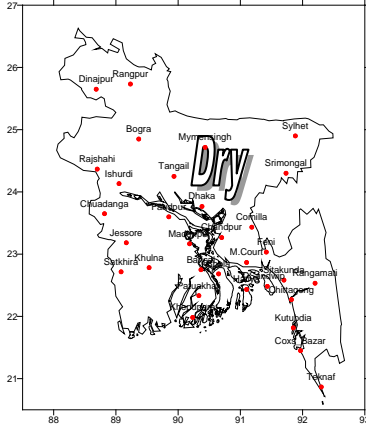 27
26
Rangpur
Dinajpur
25
Bogra
Sylhet
Mymensingh
Dry
Rajshahi
Tangail
Srimongal
Ishurdi
24
Chuadanga
Dhaka
Faridpur
Comilla
Chandpur
Jessore
Madaripur
Feni
23
Satkhira
Khulna
M.Court
Sitakunda
Rangamati
Chittagong
Patuakhali
22
Khepupara
Kutubdia
Coxs Bazar
21
Teknaf
88 89 90 91 92 93